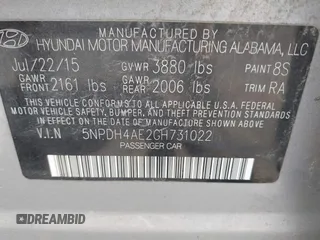 MANUFACTURED BY
HYUNDAI MOTOR MANUFACTURING ALABAMA, LLC
Jul/22/15 GVWR 3880 lbs PAINT 8S
GAWR FRONT 2161 lbs GAWR REAR 2006 lbs TRIM RA
THIS VEHICLE CONFORMS TO ALL APPLICABLE U.S. FEDERAL
MOTOR VEHICLE SAFETY, BUMPER, AND THEFT PREVENTION
STANDARDS IN EFFECT ON THE DATE OF MANUFACTURE SHOWN ABOVE.
V.I.N 5NPDH4AE2GH731022
PASSENGER CAR
DREAMBID